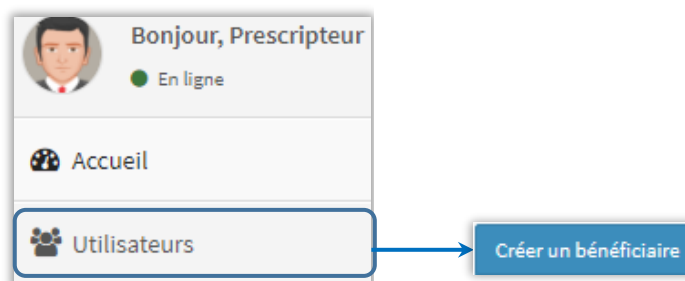 Bonjour, Prescripteur
En ligne
Accueil
Utilisateurs
Créer un bénéficiaire